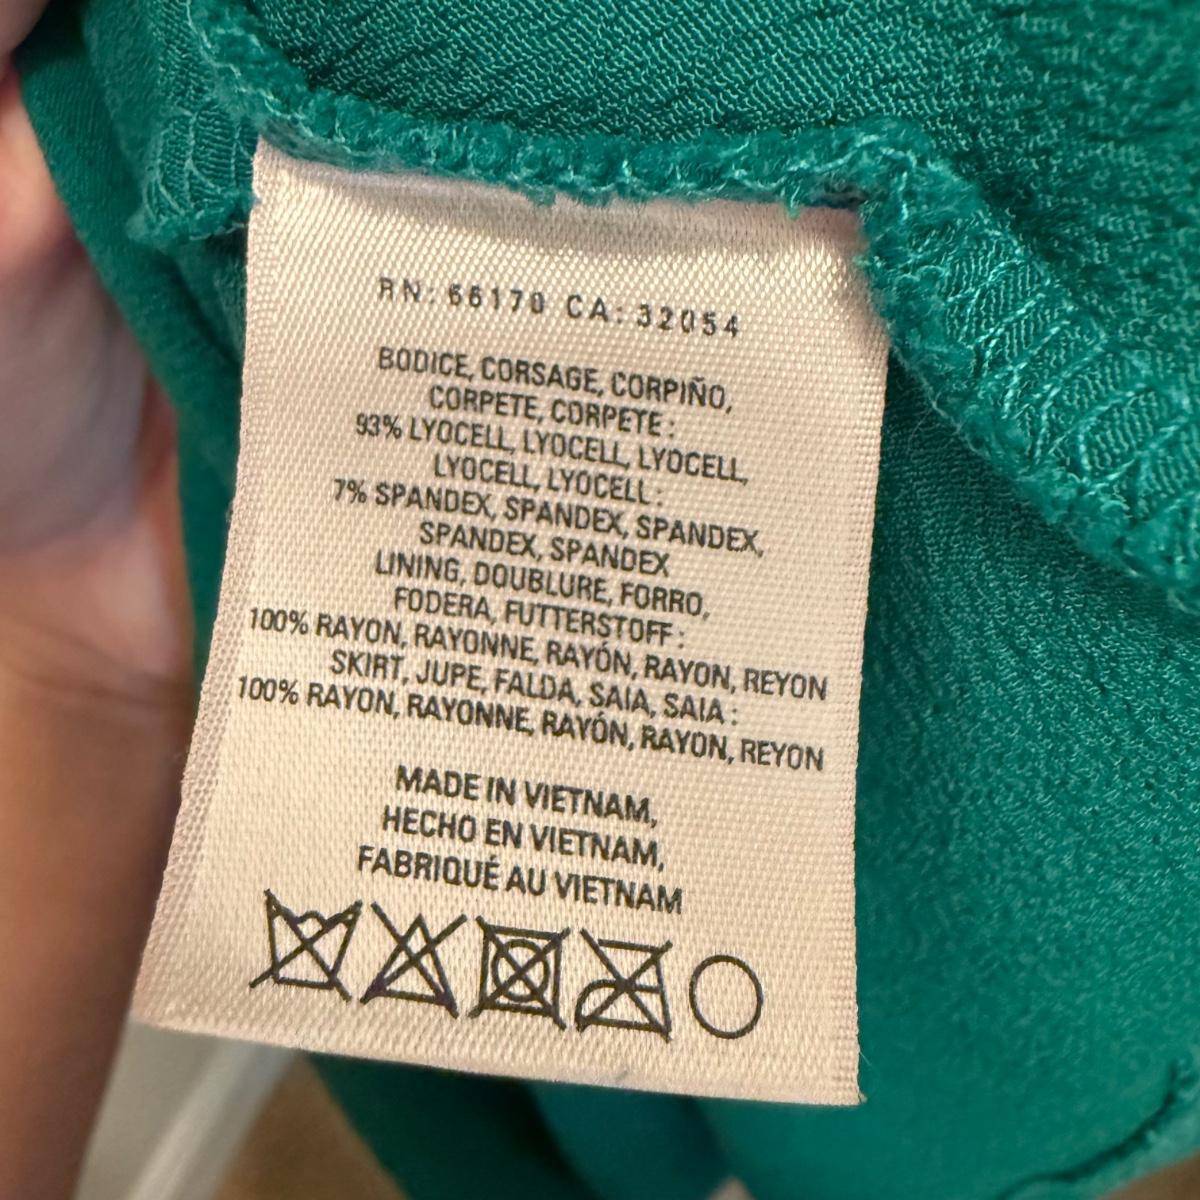 RN: 66170 CA: 32054
BODICE, CORSAGE, CORPIÑO,
CORPETE, CORPETE :
93% LYOCELL, LYOCELL, LYOCELL,
LYOCELL, LYOCELL :
7% SPANDEX, SPANDEX, SPANDEX,
SPANDEX, SPANDEX
LINING, DOUBLURE, FORRO,
FODERA, FUTTERSTOFF :
100% RAYON, RAYONNE, RAYÓN, RAYON, REYON
SKIRT, JUPE, FALDA, SAIA, SAIA :
100% RAYON, RAYONNE, RAYÓN, RAYON, REYON
MADE IN VIETNAM,
HECHO EN VIETNAM,
FABRIQUÉ AU VIETNAM